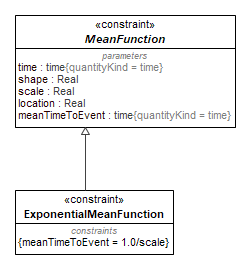 «constraint»
MeanFunction
parameters
time : time{quantityKind = time}
shape : Real
scale : Real
location : Real
meanTimeToEvent : time{quantityKind = time}
«constraint»
ExponentialMeanFunction
constraints
{meanTimeToEvent = 1.0/scale}